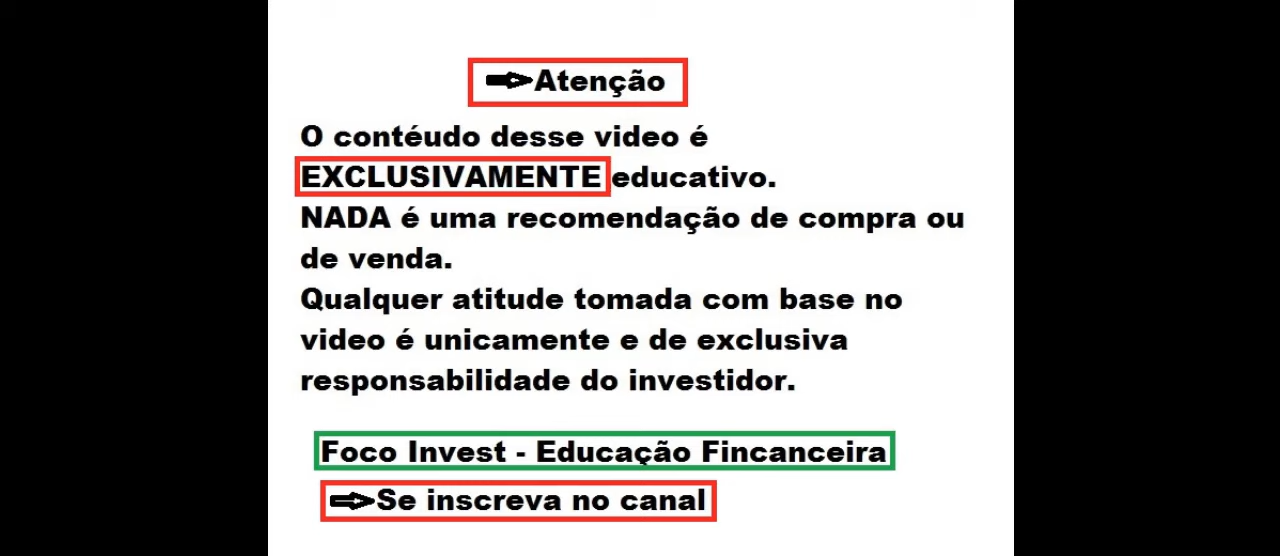 Atenção
O contéudo desse video é
EXCLUSIVAMENTE educativo.
NADA é uma recomendação de compra ou
de venda.
Qualquer atitude tomada com base no
video é unicamente e de exclusiva
responsabilidade do investidor.
Foco Invest - Educação Fincanceira
Se inscreva no canal